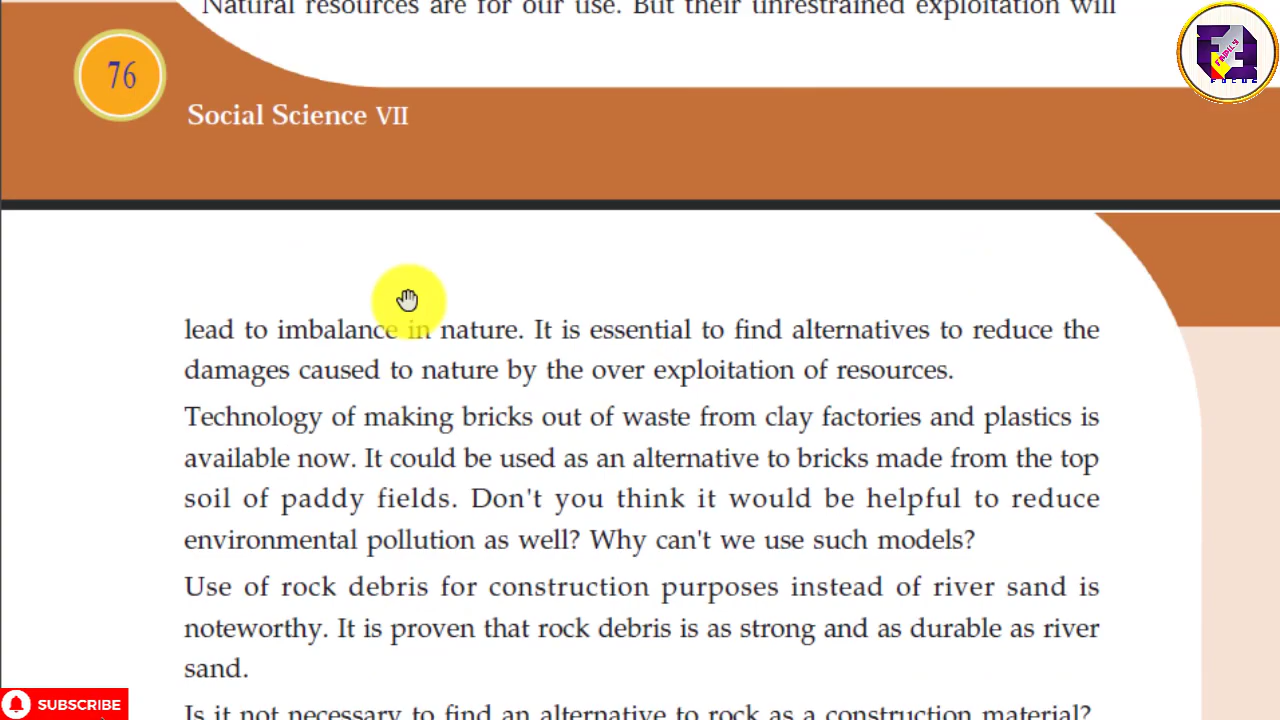 Natural resources are for our use. But their unrestrained exploitation will
76
Social Science VII
lead to imbalance in nature. It is essential to find alternatives to reduce the
damages caused to nature by the over exploitation of resources.
Technology of making bricks out of waste from clay factories and plastics is
available now. It could be used as an alternative to bricks made from the top
soil of paddy fields. Don't you think it would be helpful to reduce
environmental pollution as well? Why can't we use such models?
Use of rock debris for construction purposes instead of river sand is
noteworthy. It is proven that rock debris is as strong and as durable as river
sand.
Is it not necessary to find an alternative to rock as a construction material?
SUBSCRIBE
FAMILY
FOCUZ